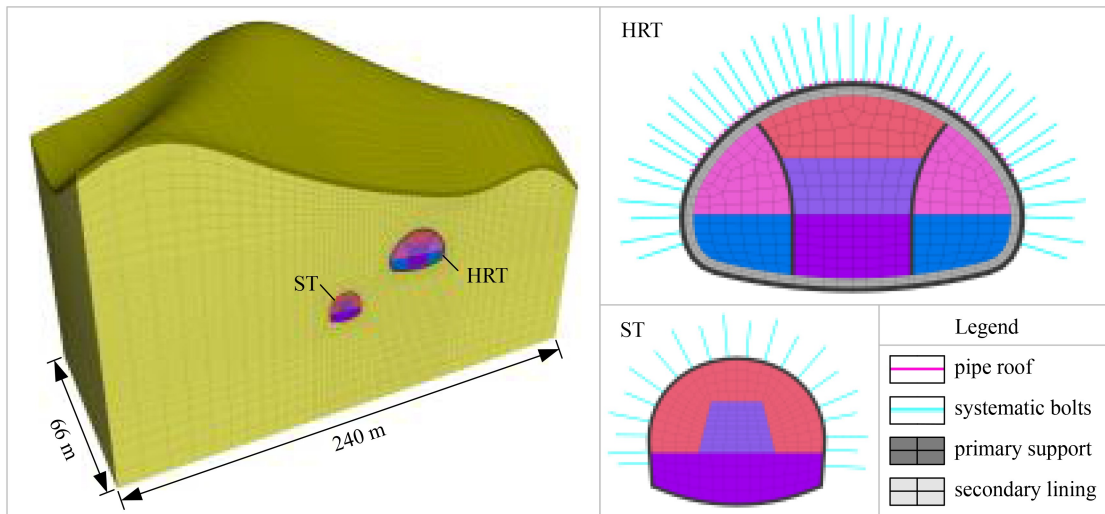 ST
HRT
66 m
240 m
HRT
ST
Legend
pipe roof
systematic bolts
primary support
secondary lining